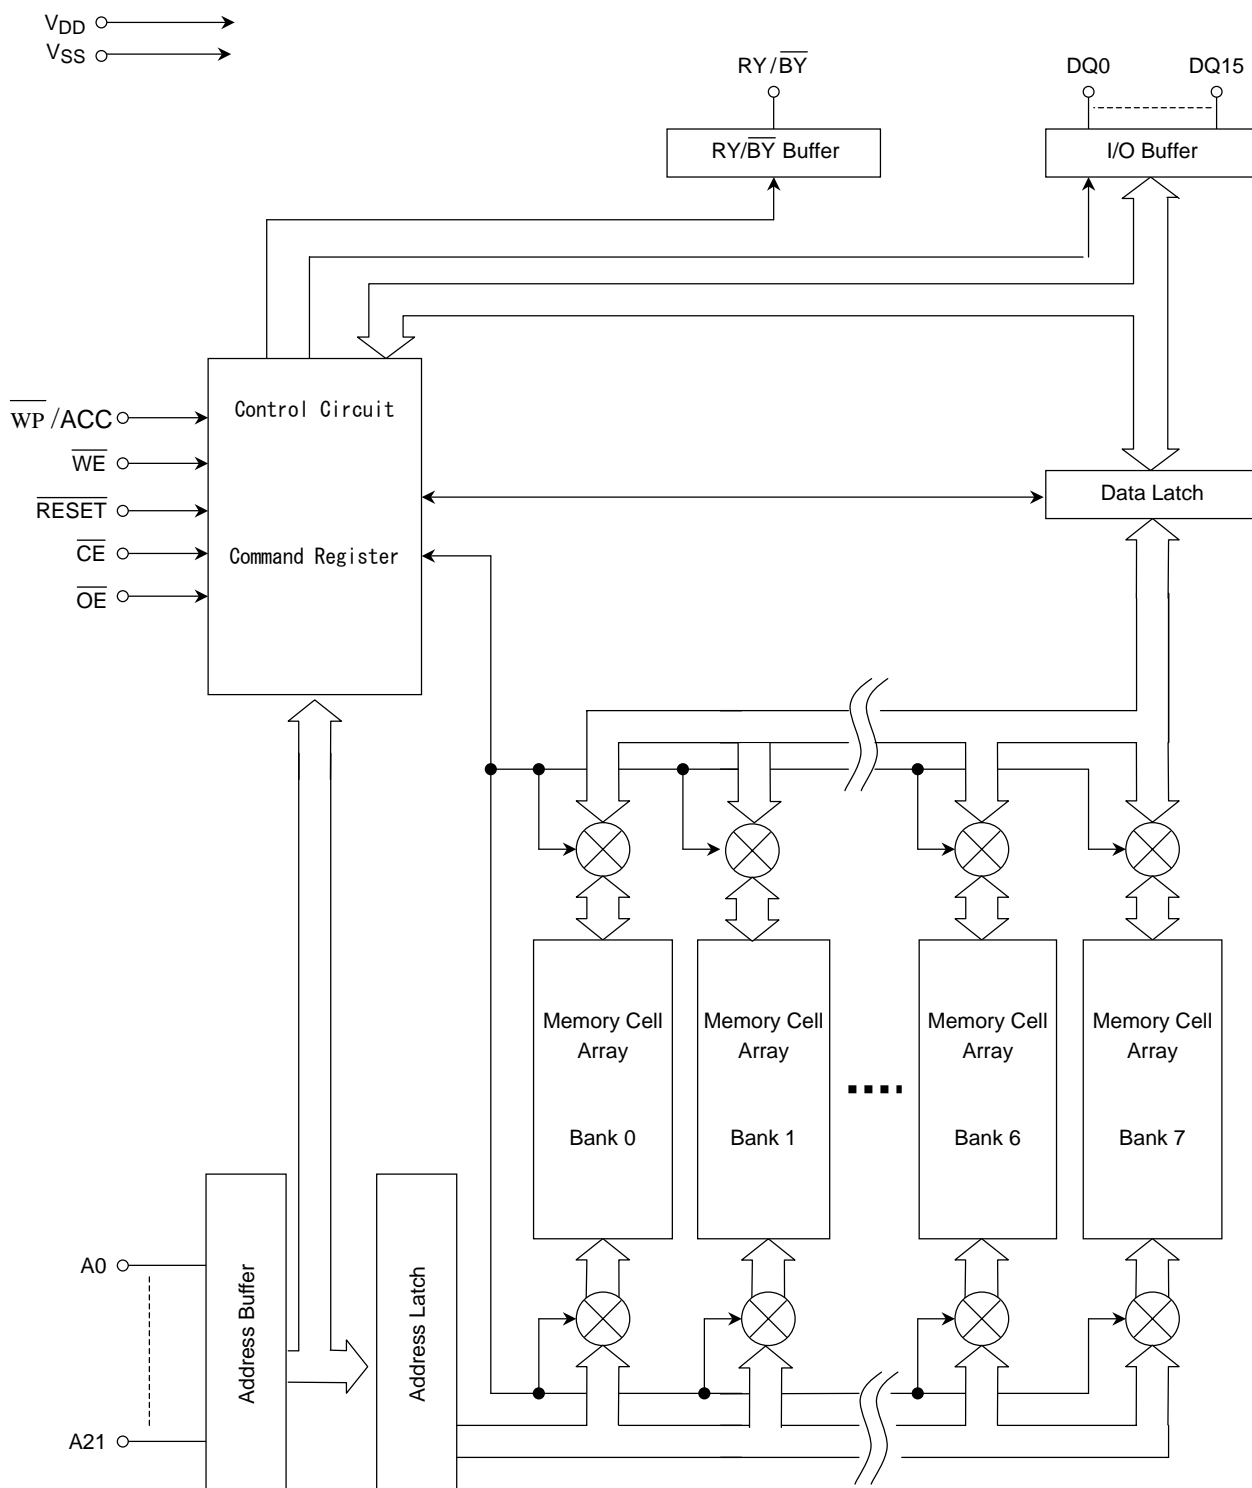 VDD
VSS
RY/BY
DQ0
DQ15
RY/BY Buffer
I/O Buffer
Control Circuit
WP/ACC
WE
Data Latch
RESET
Command Register
CE
OE
Memory Cell
Array
Bank 0
Memory Cell
Array
Bank 1
Memory Cell
Array
Bank 6
Memory Cell
Array
Bank 7
A0
A21
Address Buffer
Address Latch